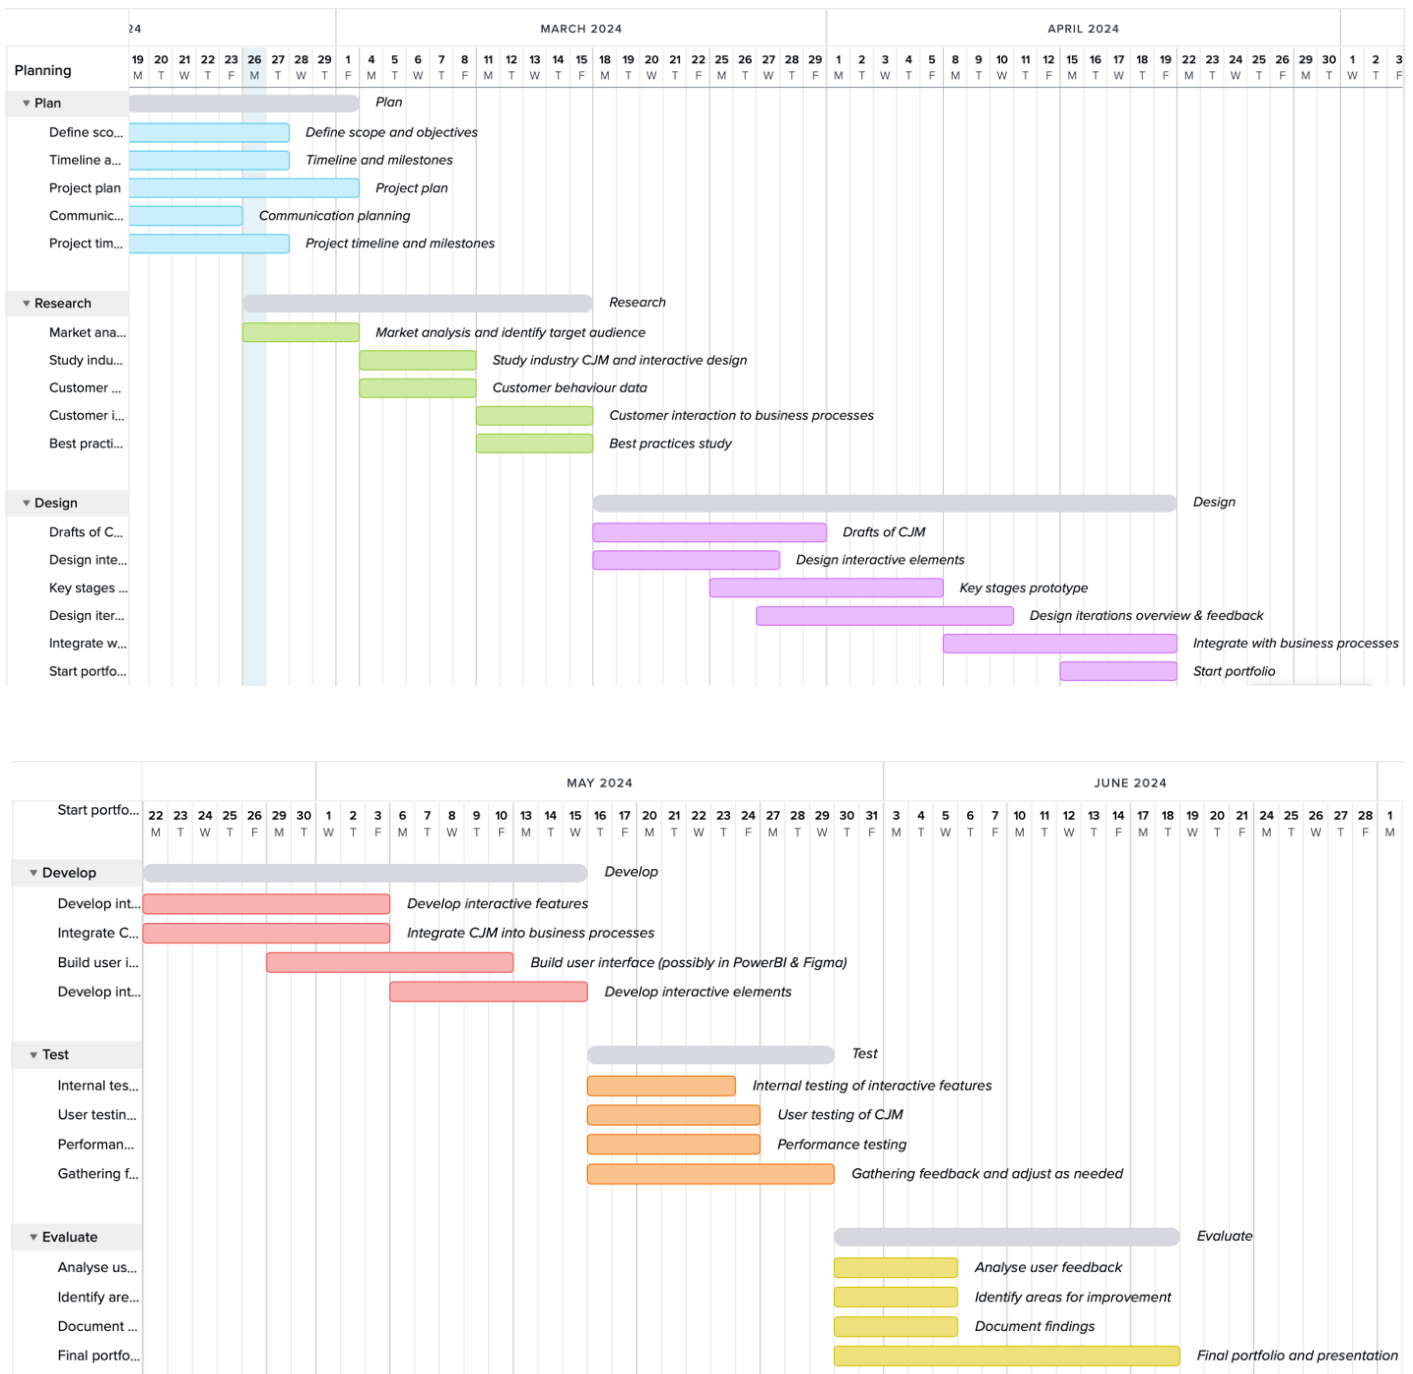 24 MARCH 2024 APRIL 2024
19 20 21 22 23 26 27 28 29 1 4 5 6 7 8 11 12 13 14 15 18 19 20 21 22 25 26 27 28 29 1 2 3 4 5 8 9 10 11 12 15 16 17 18 19 22 23 24 25 26 29 30 1 2 3
Planning M T W T F M T W T F M T W T F M T W T F M T W T F M T W T F M T W T F M T W T F M T W T F M T W T F M T W T F
Plan Plan
Define sco... Define scope and objectives
Timeline a... Timeline and milestones
Project plan Project plan
Communic... Communication planning
Project tim... Project timeline and milestones
Research Research
Market ana... Market analysis and identify target audience
Study indu... Study industry CJM and interactive design
Customer ... Customer behaviour data
Customer i... Customer interaction to business processes
Best practi... Best practices study
Design Design
Drafts of C... Drafts of CJM
Design inte... Design interactive elements
Key stages ... Key stages prototype
Design iter... Design iterations overview & feedback
Integrate w... Integrate with business processes
Start portfo... Start portfolio
MAY 2024 JUNE 2024
Start portfo... 22 23 24 25 26 29 30 1 2 3 6 7 8 9 10 13 14 15 16 17 20 21 22 23 24 27 28 29 30 31 3 4 5 6 7 10 11 12 13 14 17 18 19 20 21 24 25 26 27 28 1
M T W T F M T W T F M T W T F M T W T F M T W T F M T W T F M T W T F M T W T F M T W T F M T W T F M
Develop Develop
Develop int... Develop interactive features
Integrate C... Integrate CJM into business processes
Build user i... Build user interface (possibly in PowerBI & Figma)
Develop int... Develop interactive elements
Test Test
Internal tes... Internal testing of interactive features
User testin... User testing of CJM
Performan... Performance testing
Gathering f... Gathering feedback and adjust as needed
Evaluate Evaluate
Analyse us... Analyse user feedback
Identify are... Identify areas for improvement
Document ... Document findings
Final portfo... Final portfolio and presentation